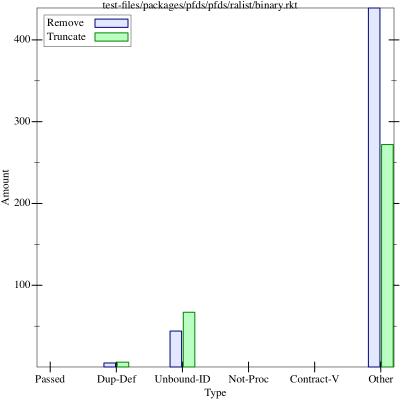 test-files/packages/pfds/pfds/ralist/binary.rkt
Remove
Truncate
400
300
200
100
Amount
Passed Dup-Def Unbound-ID Not-Proc Contract-V Other
Type